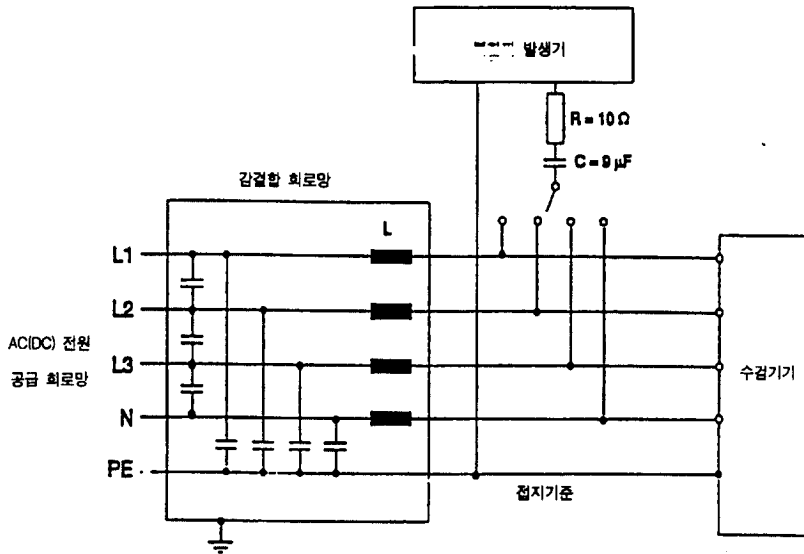 발생기
R = 10 Ω
C = 9 μF
감결합 회로망
L
L1
L2
AC(DC) 전원
L3
공급 회로망
수검기기
N
PE
접지기준